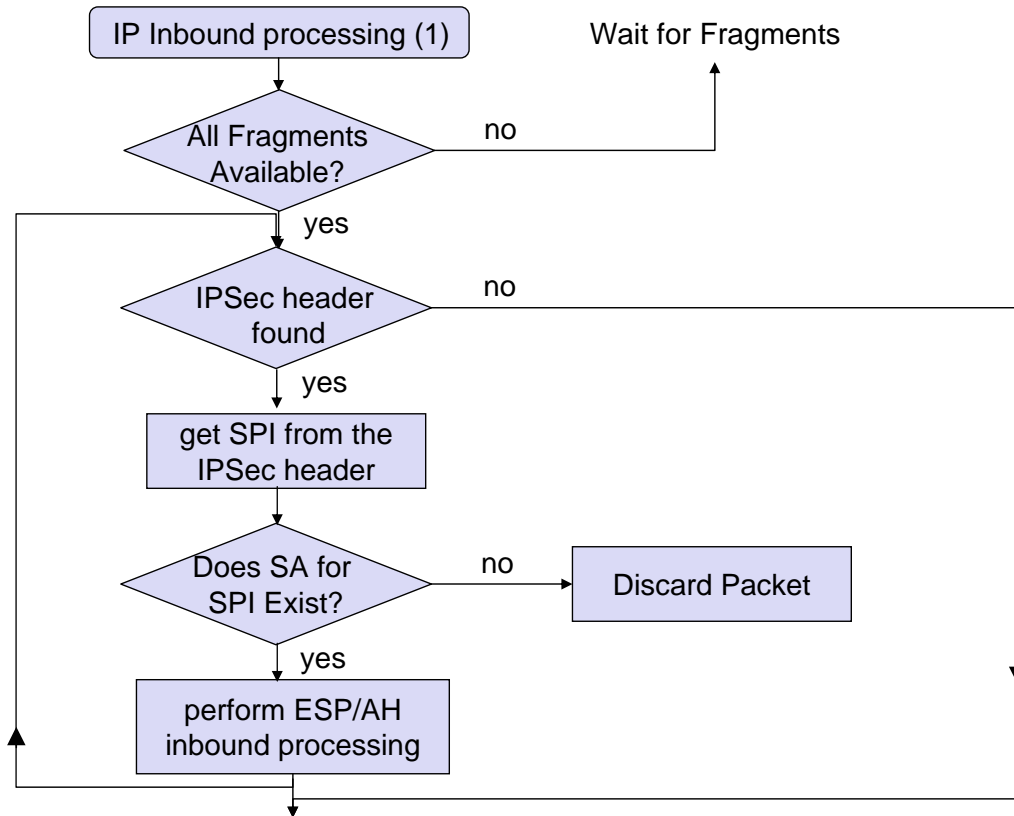 IP Inbound processing (1)
Wait for Fragments
All Fragments
Available?
no
yes
IPSec header
found
no
yes
get SPI from the
IPSec header
Does SA for
SPI Exist?
no
Discard Packet
yes
perform ESP/AH
inbound processing